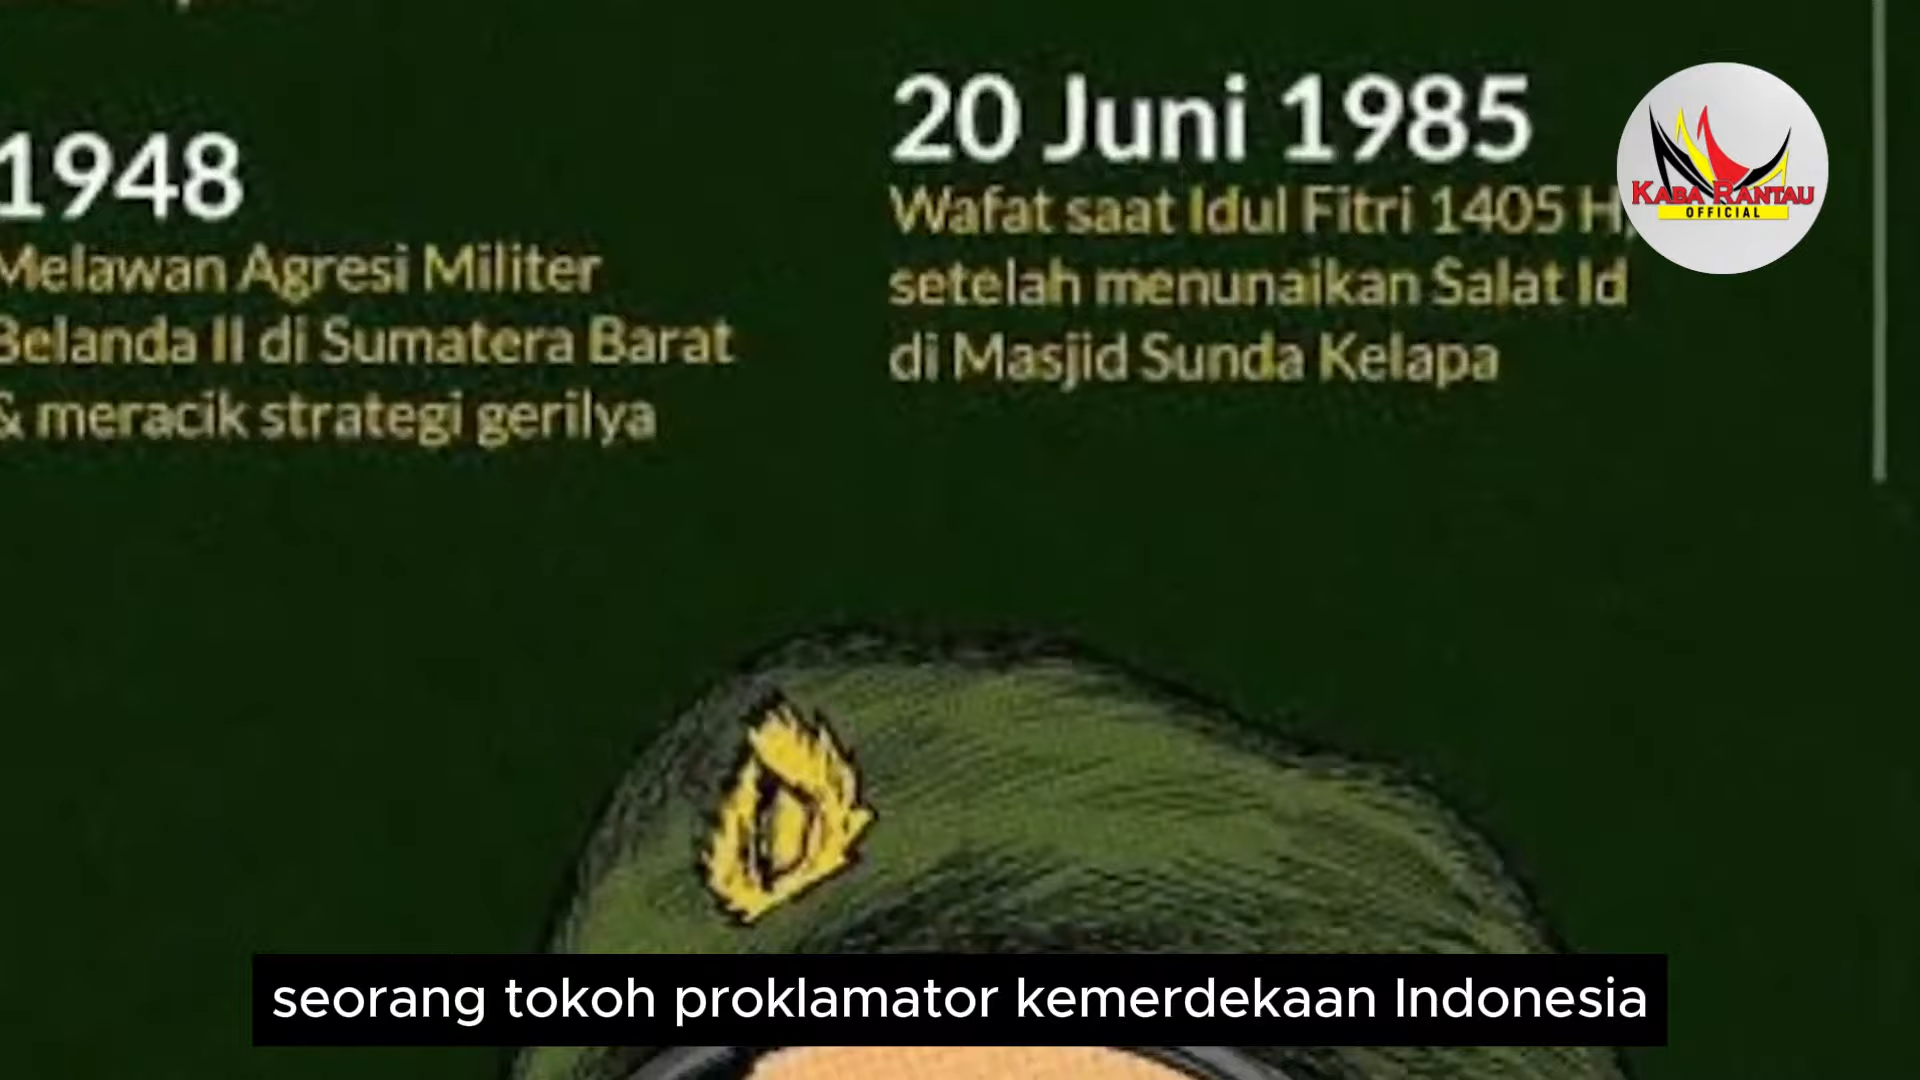 1948
Melawan Agresi Militer
Belanda II di Sumatera Barat
& meracik strategi gerilya
20 Juni 1985
Wafat saat Idul Fitri 1405 H,
setelah menunaikan Salat Id
di Masjid Sunda Kelapa
KABA RANTAU
OFFICIAL
seorang tokoh proklamator kemerdekaan Indonesia